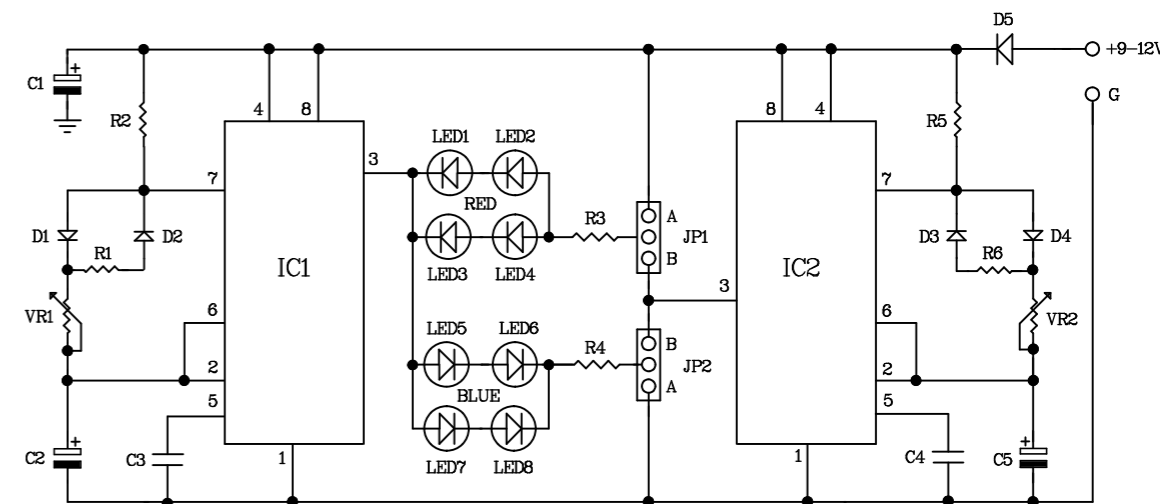 D5
+9-12V
C1
+
4
8
8
4
G
R2
R5
LED1
LED2
3
7
7
RED
A
D1
D2
R3
JP1
D3
D4
R1
LED3
LED4
B
R6
IC1
IC2
3
VR1
6
6
VR2
LED5
LED6
B
2
R4
JP2
2
BLUE
A
5
5
+
C2
C3
1
LED7
LED8
1
C4
+
C5